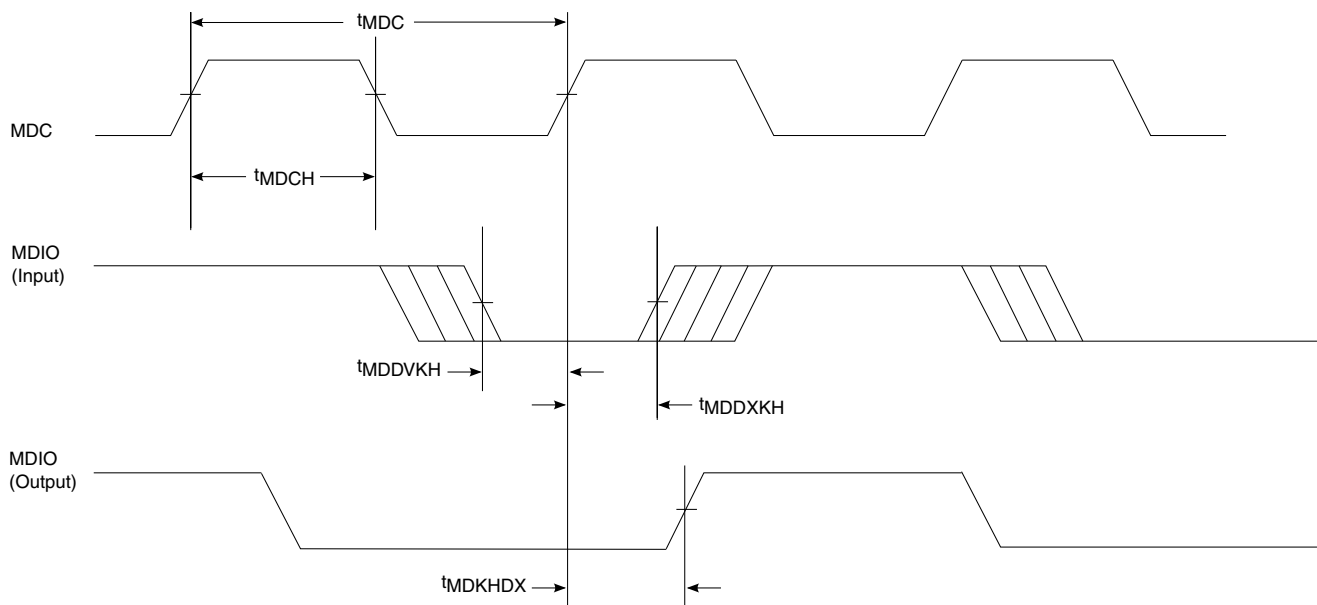 tMDC
MDC
tMDCH
MDIO
(Input)
tMDDVKH
tMDDXKH
MDIO
(Output)
tMDKHDX